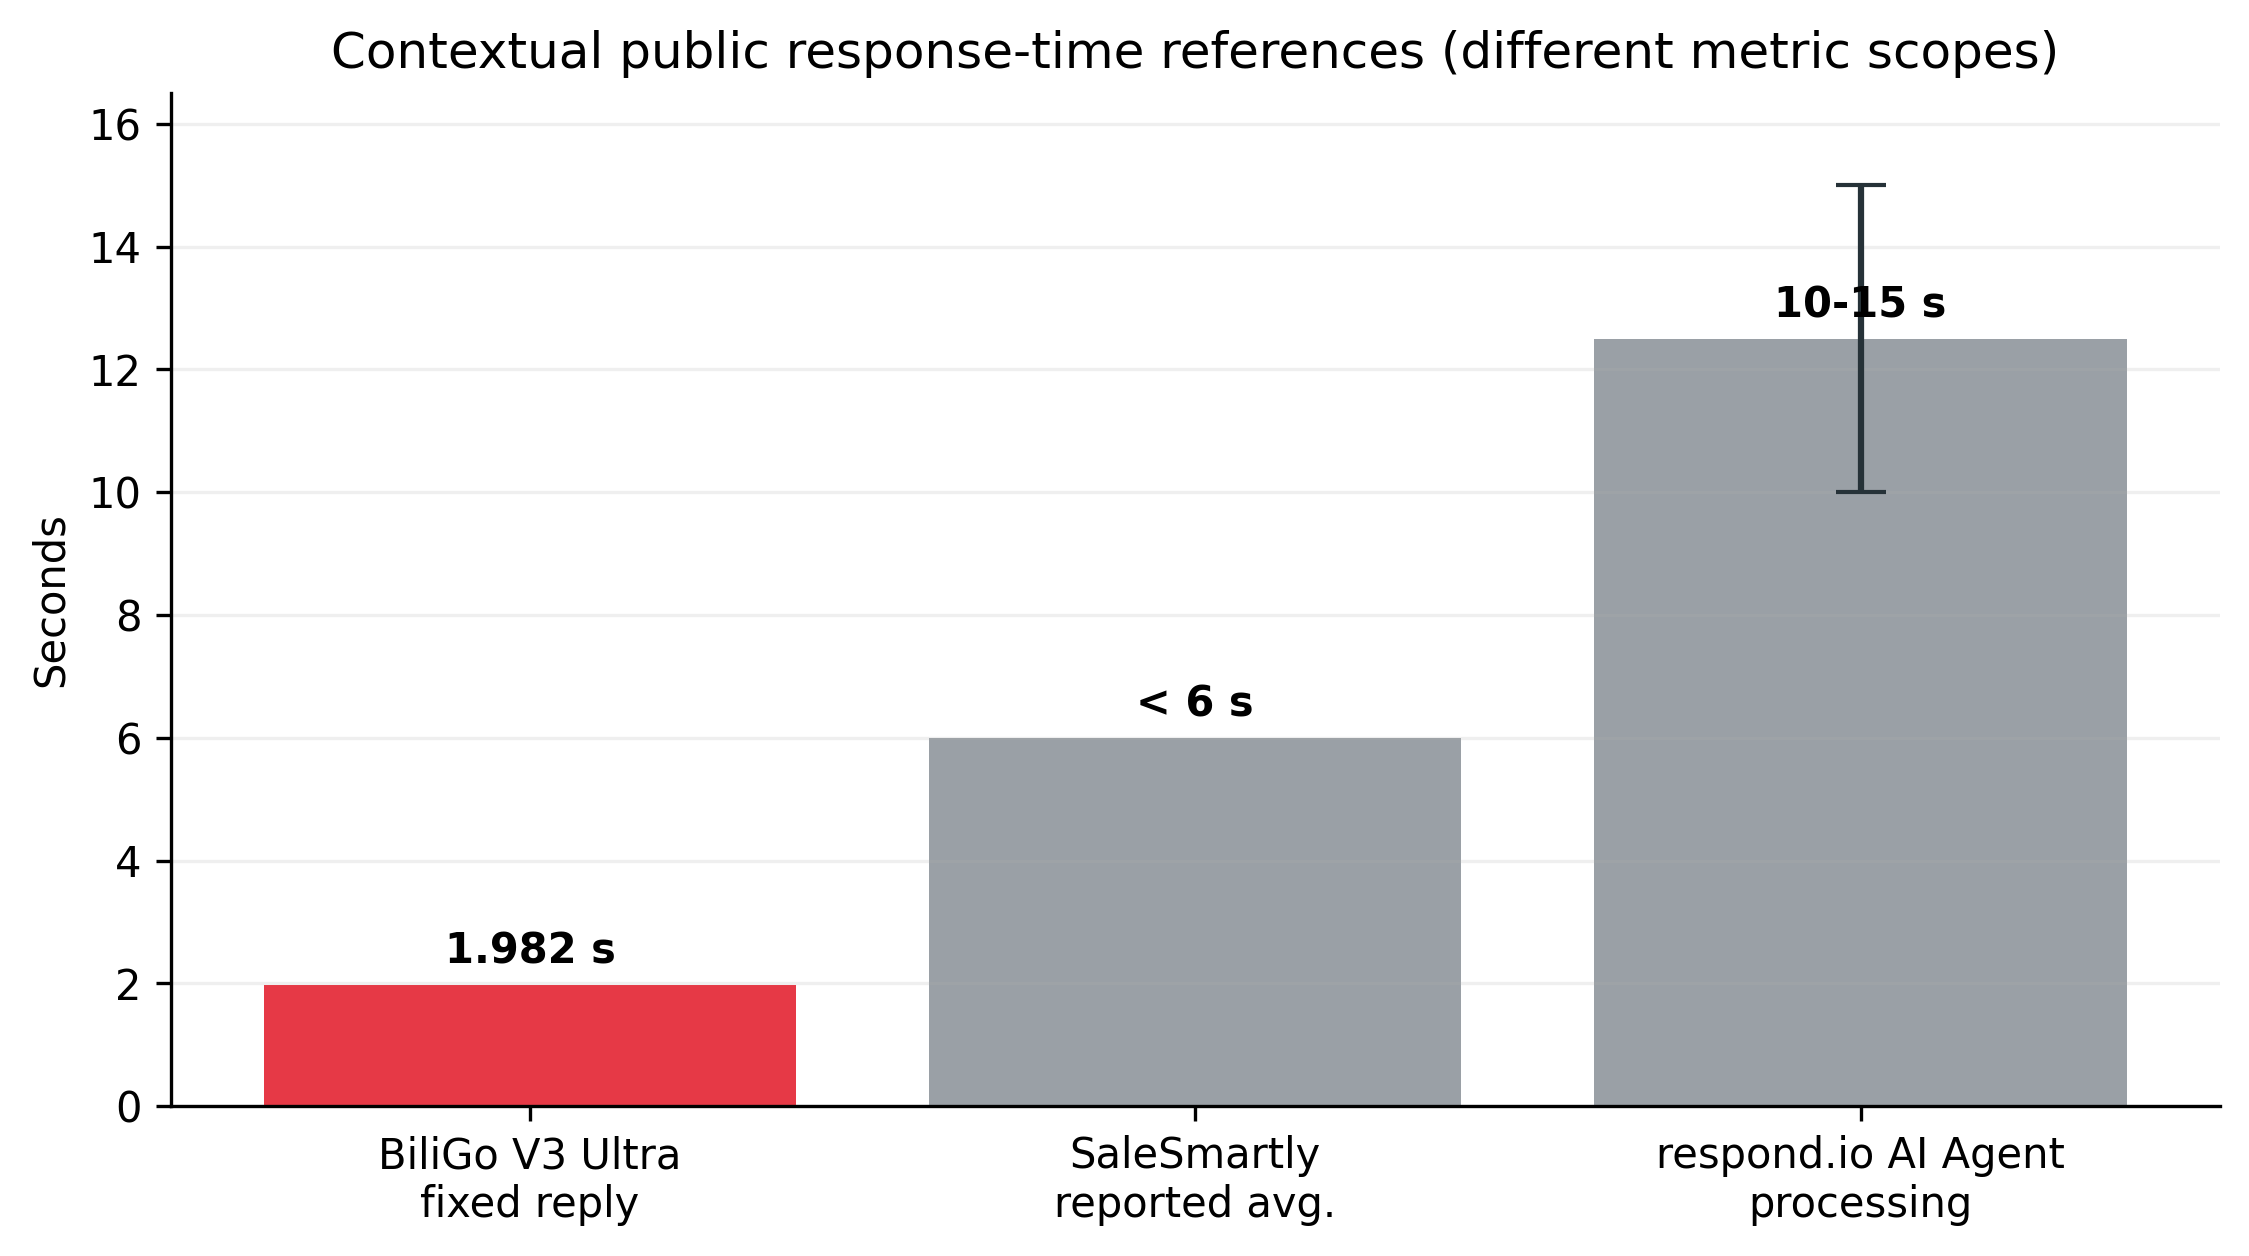 Contextual public response-time references (different metric scopes)
Seconds
16
14
12
10
8
6
4
2
0
10-15 s
< 6 s
1.982 s
BiliGo V3 Ultra
fixed reply
SaleSmartly
reported avg.
respond.io AI Agent
processing